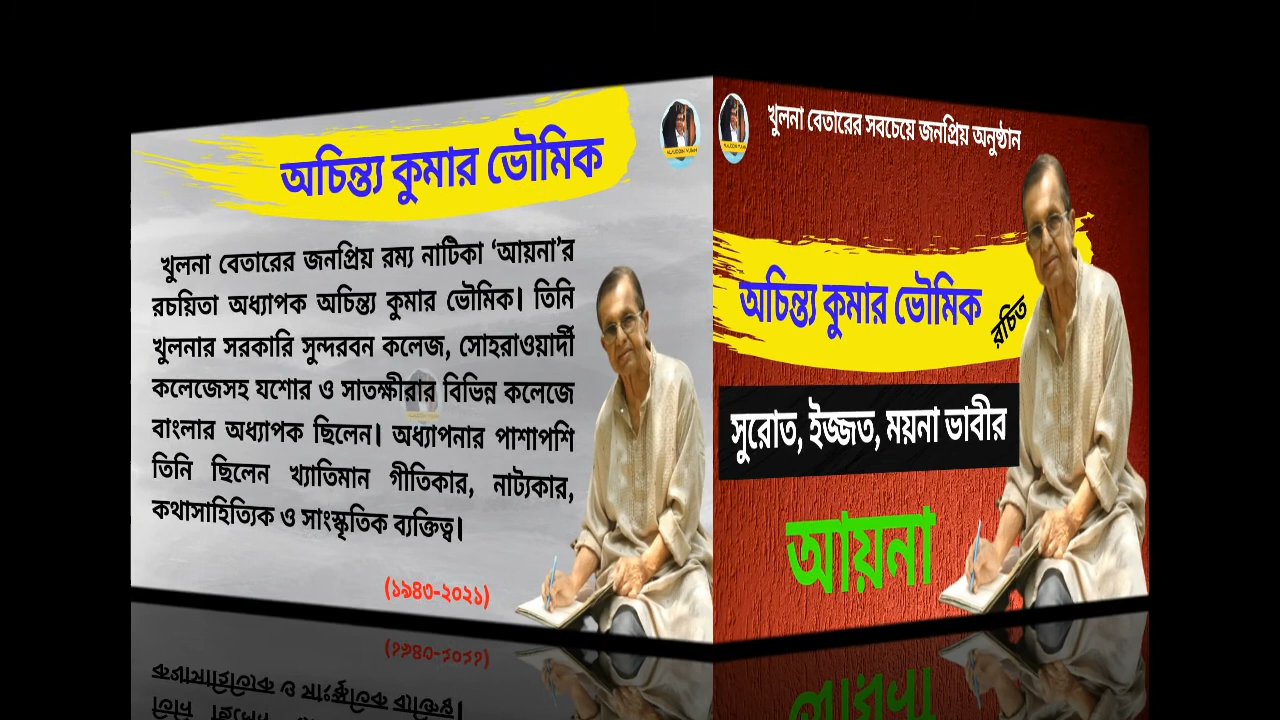 অচিন্ত্য কুমার ভৌমিক
খুলনা বেতারের জনপ্রিয় রম্য নাটিকা ‘আয়না’র
রচয়িতা অধ্যাপক অচিন্ত্য কুমার ভৌমিক। তিনি
খুলনার সরকারি সুন্দরবন কলেজ, সোহরাওয়ার্দী
কলেজেসহ যশোর ও সাতক্ষীরার বিভিন্ন কলেজে
বাংলার অধ্যাপক ছিলেন। অধ্যাপনার পাশাপশি
তিনি ছিলেন খ্যাতিমান গীতিকার, নাট্যকার,
কথাসাহিত্যিক ও সাংস্কৃতিক ব্যক্তিত্ব।
(১৯৪৩-২০২১)
খুলনা বেতারের সবচেয়ে জনপ্রিয় অনুষ্ঠান
অচিন্ত্য কুমার ভৌমিক
রচিত
সুরোত, ইজ্জত, ময়না ভাবীর
আয়না